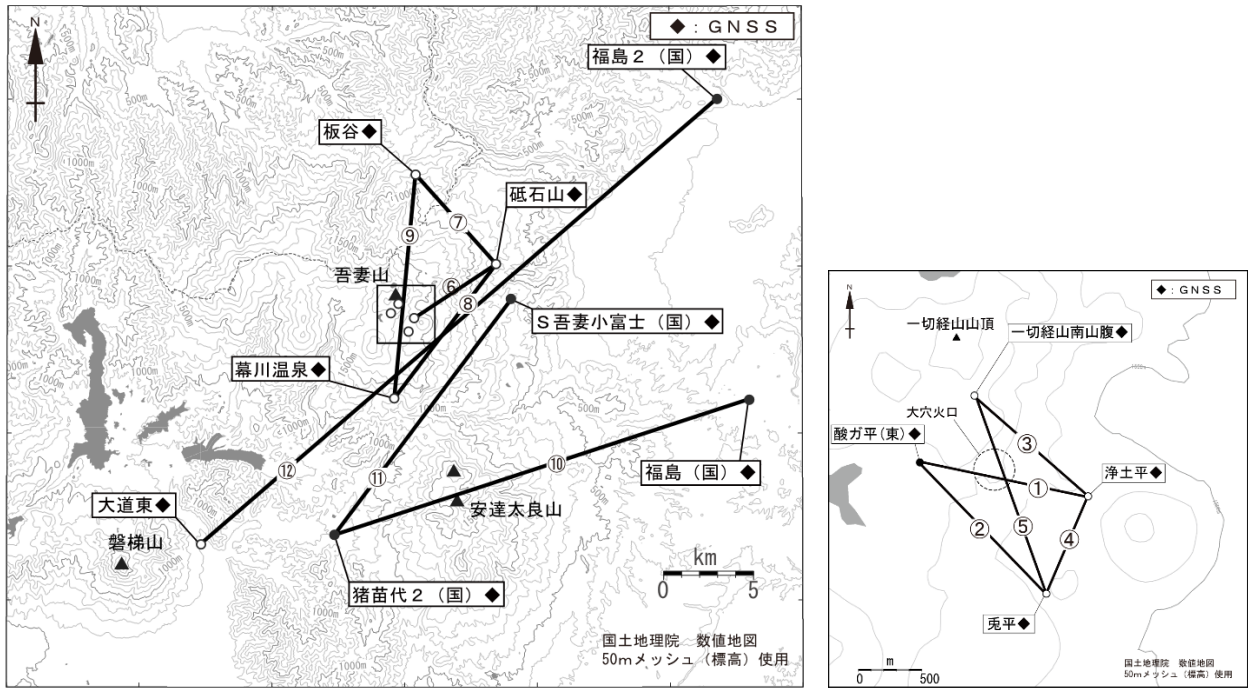 N
◆：ＧＮＳＳ
福島２（国）◆
板谷◆
砥石山◆
⑦
⑨
吾妻山
⑥
⑧
Ｓ吾妻小富士（国）◆
幕川温泉◆
⑫
⑪
⑩
福島（国）◆
大道東◆
安達太良山
磐梯山
猪苗代２（国）◆
km
0 5
国土地理院　数値地図
50mメッシュ（標高）使用
500m
1000m
N
◆：ＧＮＳＳ
一切経山山頂
一切経山南山腹◆
大穴火口
酸ガ平(東)◆
③
浄土平◆
①
②
⑤
④
兎平◆
m
0 500
国土地理院　数値地図
50mメッシュ（標高）使用